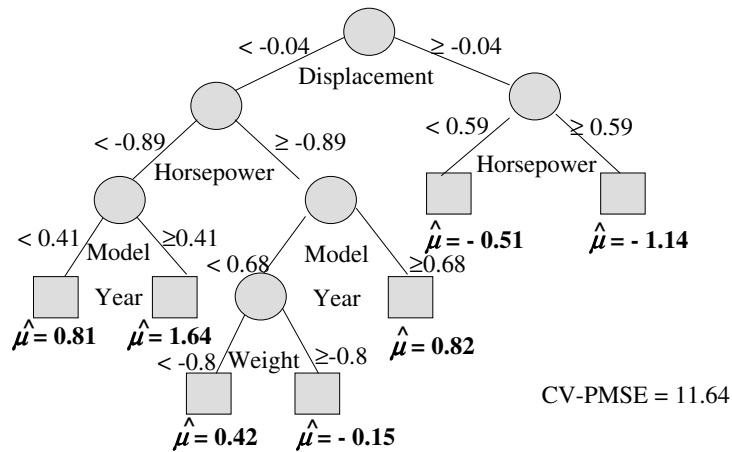 < -0.04 ≥ -0.04
Displacement
< -0.89 ≥ -0.89
Horsepower
< 0.59 ≥ 0.59
Horsepower
μ̂ = - 0.51 μ̂ = - 1.14
< 0.41 ≥0.41
Model
Year
μ̂ = 0.81 μ̂ = 1.64
< 0.68 ≥0.68
Model
Year
μ̂ = 0.82
< -0.8 Weight ≥-0.8
μ̂ = 0.42 μ̂ = - 0.15
CV-PMSE = 11.64